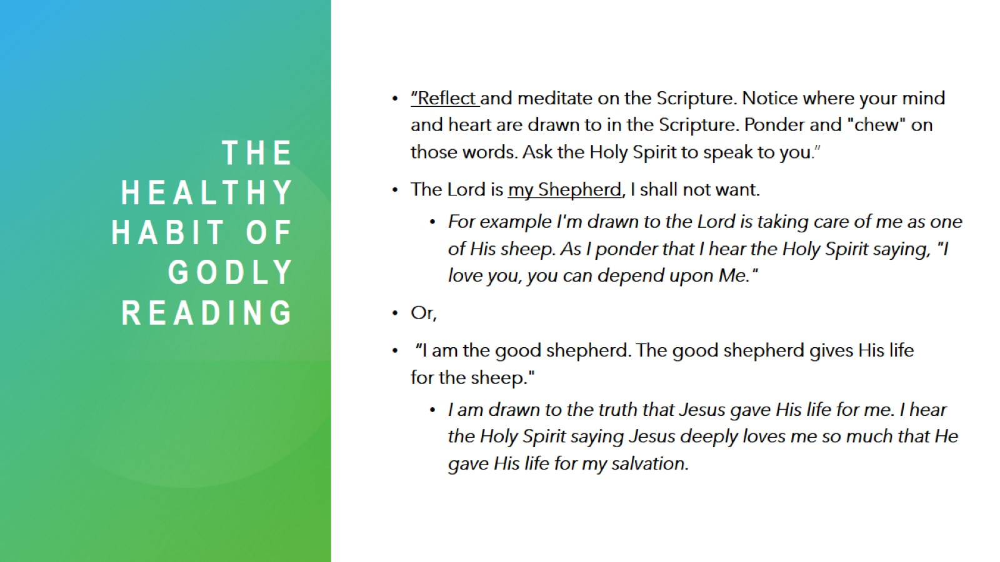 THE
HEALTHY
HABIT OF
GODLY
READING
• “Reflect and meditate on the Scripture. Notice where your mind
and heart are drawn to in the Scripture. Ponder and "chew" on
those words. Ask the Holy Spirit to speak to you.”
• The Lord is my Shepherd, I shall not want.
• For example I'm drawn to the Lord is taking care of me as one
of His sheep. As I ponder that I hear the Holy Spirit saying, "I
love you, you can depend upon Me."
• Or,
• “I am the good shepherd. The good shepherd gives His life
for the sheep."
• I am drawn to the truth that Jesus gave His life for me. I hear
the Holy Spirit saying Jesus deeply loves me so much that He
gave His life for my salvation.